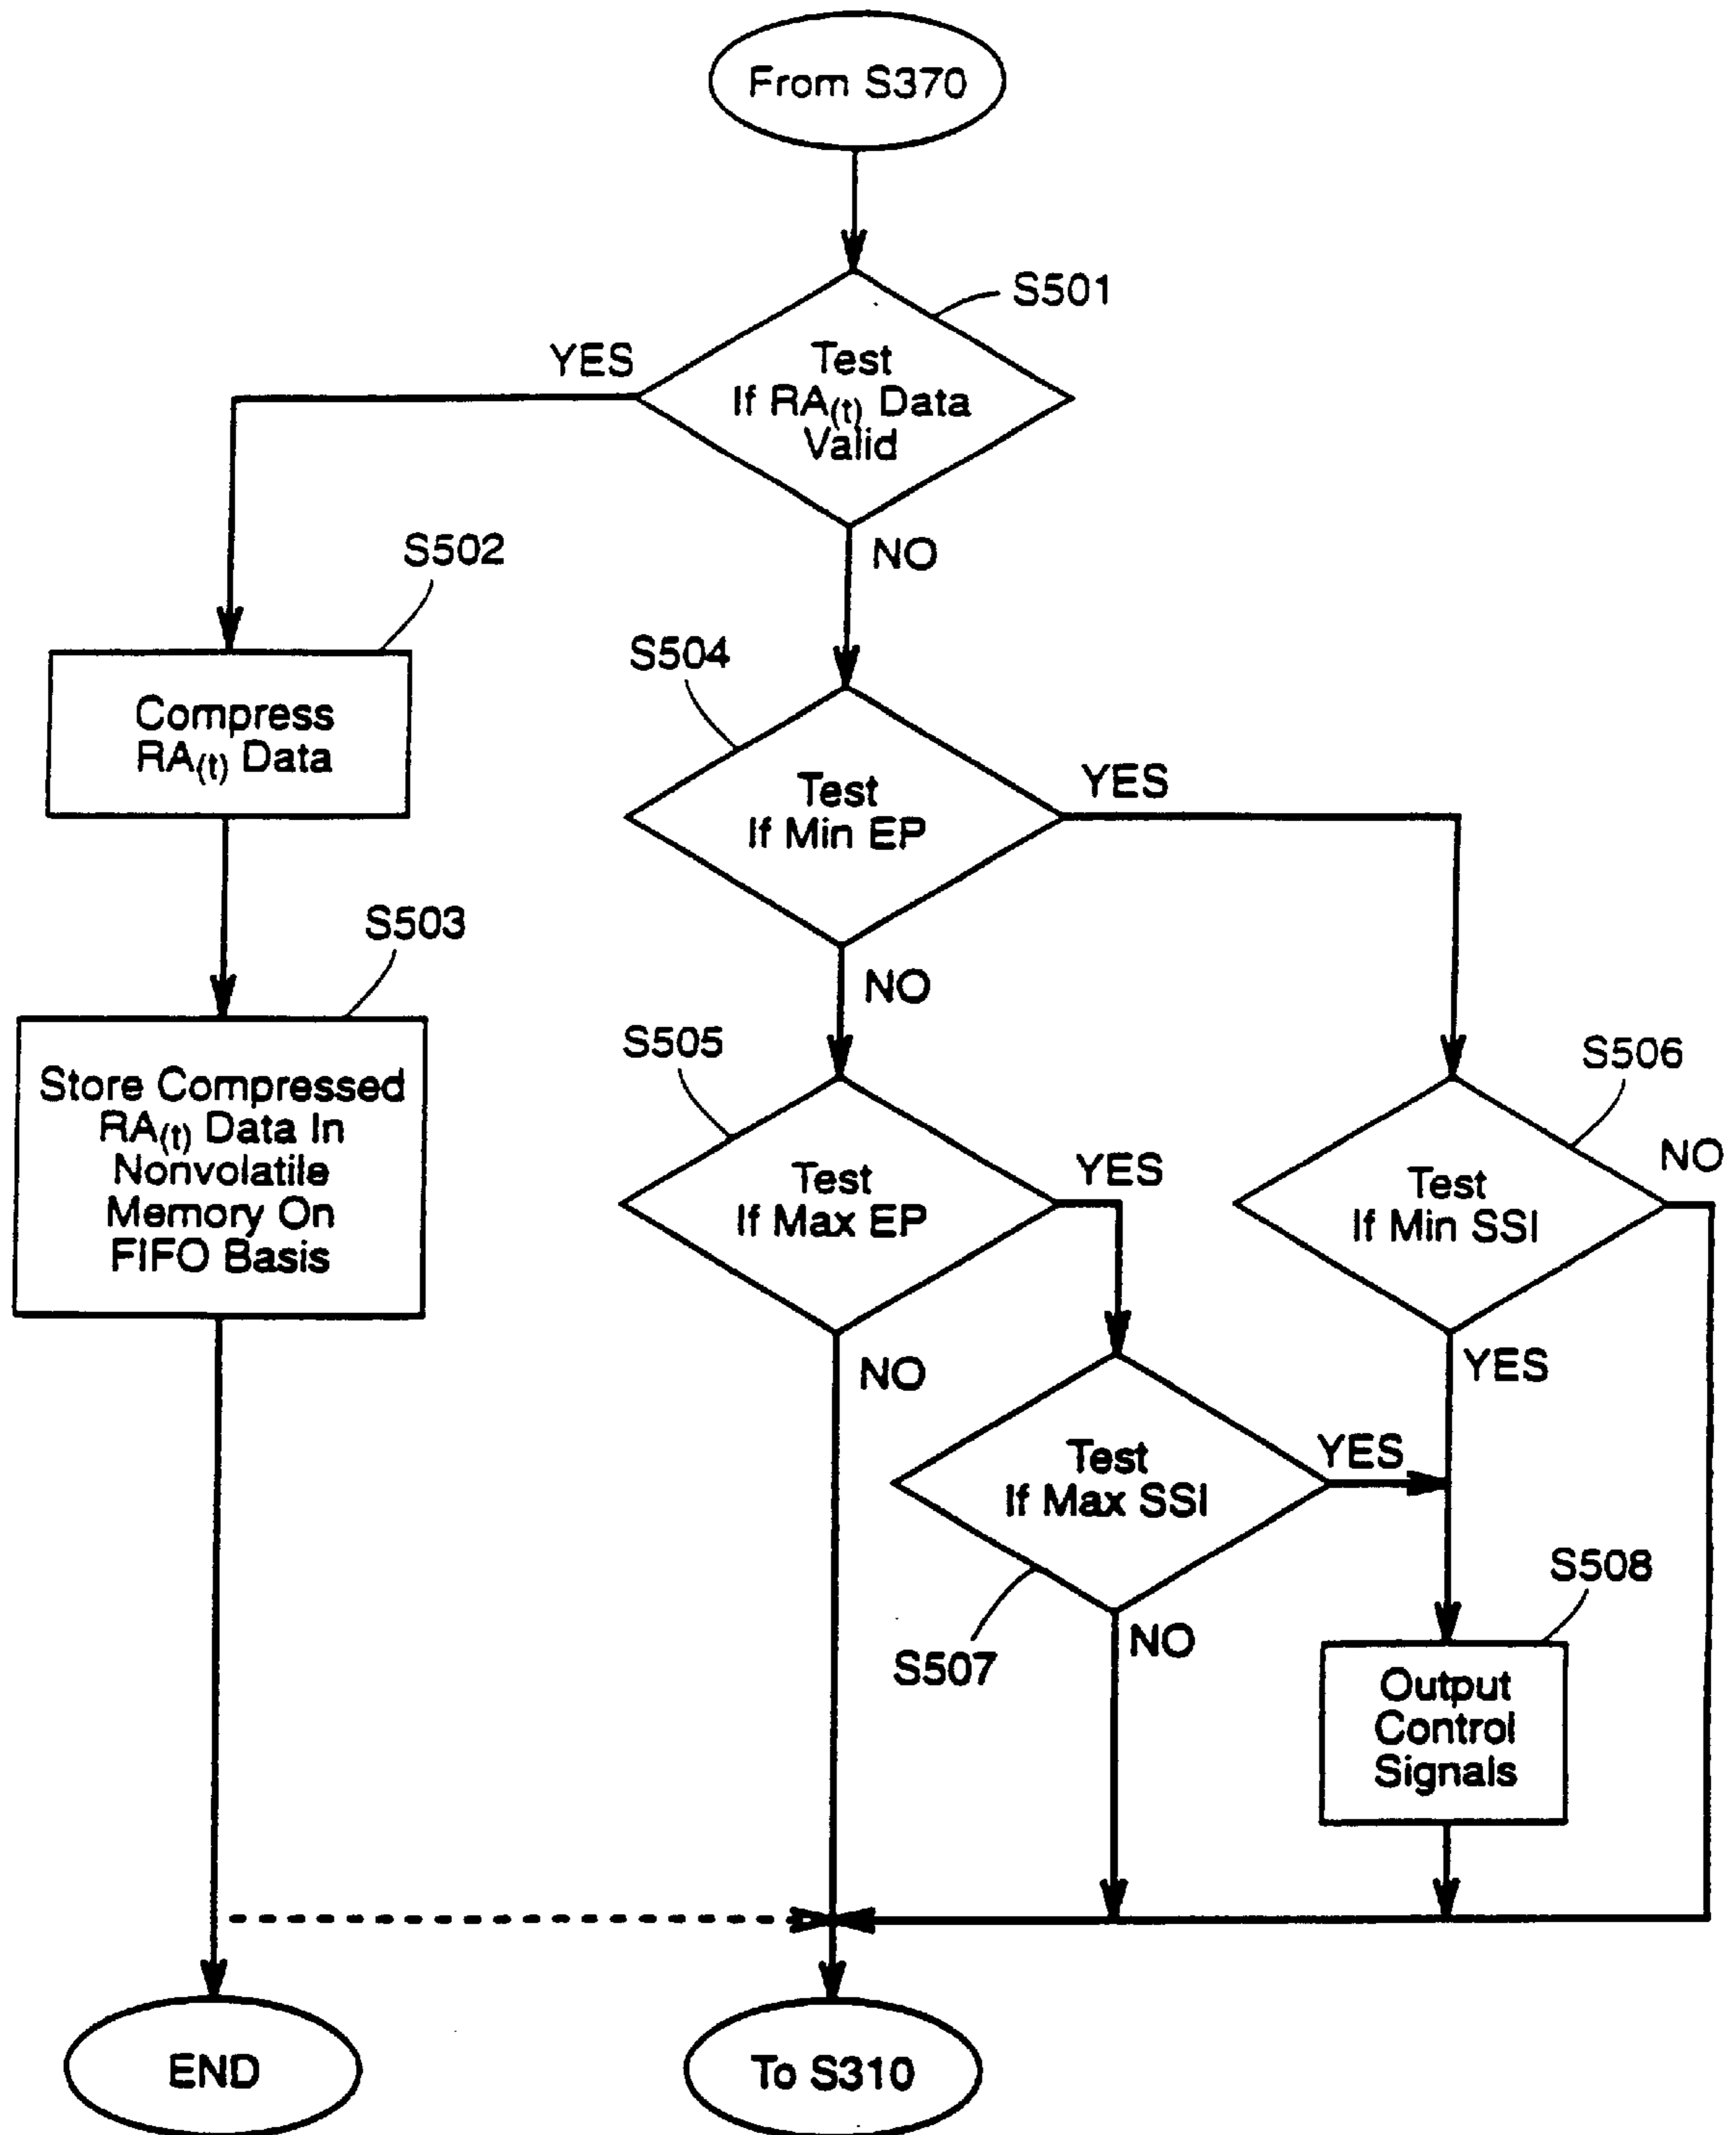 From S370
S501
YES
Test
If RA(t) Data
Valid
NO
S502
Compress
RA(t) Data
S504
Test
If Min EP
YES
NO
S503
Store Compressed
RA(t) Data In
Nonvolatile
Memory On
FIFO Basis
S505
Test
If Max EP
YES
NO
S506
Test
If Min SSI
NO
YES
Test
If Max SSI
YES
S507
NO
S508
Output
Control
Signals
END
To S310